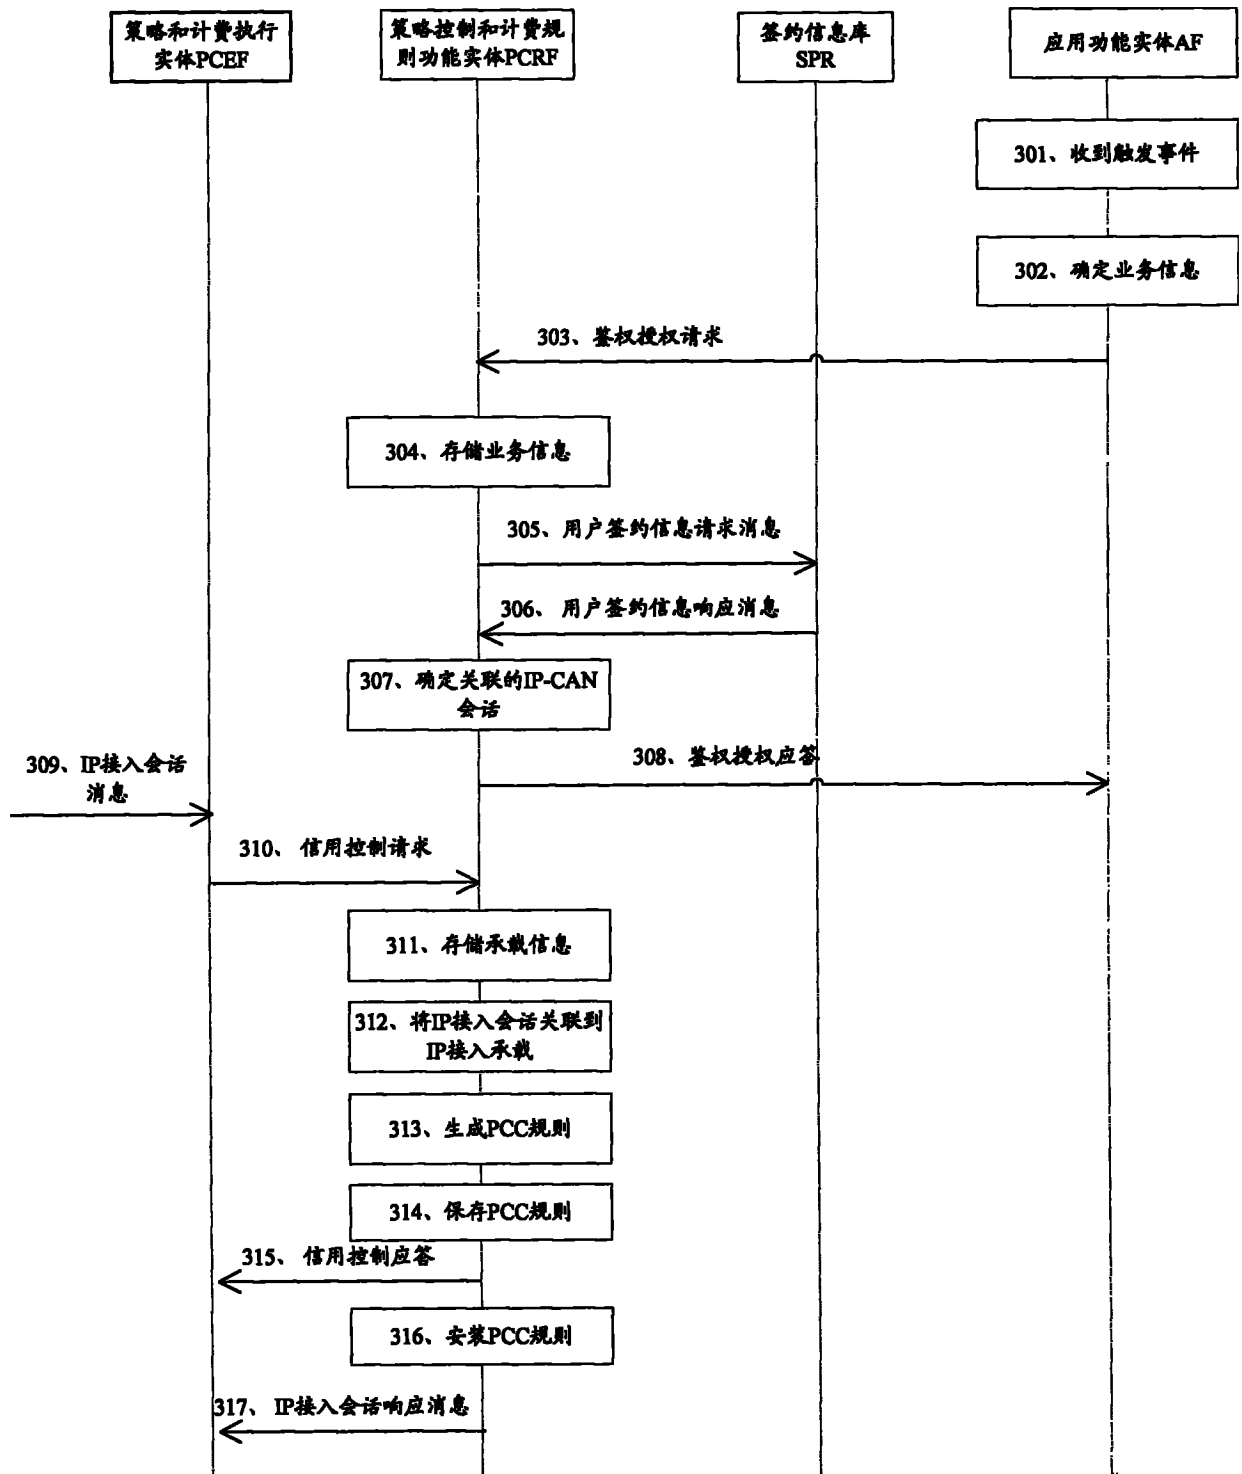 策略和计费执行
实体PCEF
策略控制和计费规
则功能实体PCRF
签约信息库
SPR
应用功能实体AF
301、收到触发事件
302、确定业务信息
303、鉴权授权请求
304、存储业务信息
305、用户签约信息请求消息
306、 用户签约信息响应消息
307、确定关联的IP-CAN
会话
308、鉴权授权应答
309、IP接入会话
消息
310、 信用控制请求
311、存储承载信息
312、将IP接入会话关联到
IP接入承载
313、生成PCC规则
314、保存PCC规则
315、 信用控制应答
316、安装PCC规则
317、 IP接入会话响应消息